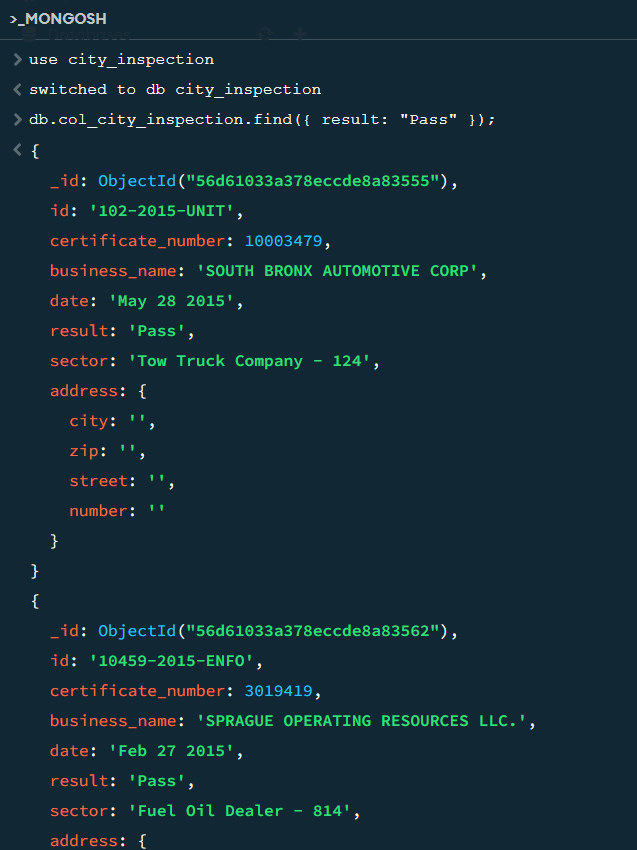 >_MONGOSH
> use city_inspection
< switched to db city_inspection
> db.col_city_inspection.find({ result: "Pass" });
< {
_id: ObjectId("56d61033a378eccde8a83555"),
id: '102-2015-UNIT',
certificate_number: 10003479,
business_name: 'SOUTH BRONX AUTOMOTIVE CORP',
date: 'May 28 2015',
result: 'Pass',
sector: 'Tow Truck Company - 124',
address: {
city: '',
zip: '',
street: '',
number: ''
}
}
{
_id: ObjectId("56d61033a378eccde8a83562"),
id: '10459-2015-ENFO',
certificate_number: 3019419,
business_name: 'SPRAGUE OPERATING RESOURCES LLC.',
date: 'Feb 27 2015',
result: 'Pass',
sector: 'Fuel Oil Dealer - 814',
address: {